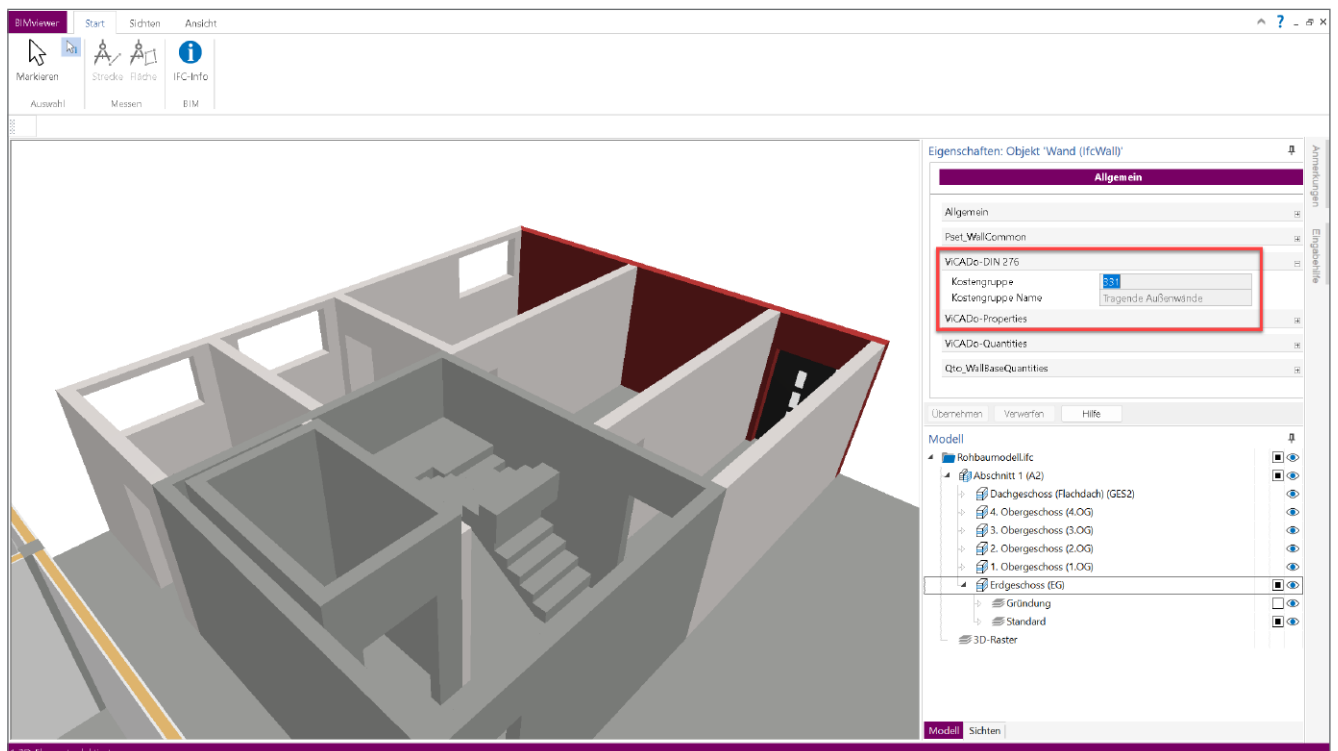 BIMviewer Start Sichten Ansicht
?
Markieren Strecke Fläche IFC-Info
Auswahl Messen BIM
Eigenschaften: Objekt 'Wand (IfcWall)'
Allgemein
Allgemein
Pset_WallCommon
ViCADo-DIN 276
Kostengruppe 331
Kostengruppe Name Tragende Außenwände
ViCADo-Properties
ViCADo-Quantities
Qto_WallBaseQuantities
Übernehmen Verwerfen Hilfe
Modell
Rohbaumodell.ifc
Abschnitt 1 (A2)
Dachgeschoss (Flachdach) (GES2)
4. Obergeschoss (4.OG)
3. Obergeschoss (3.OG)
2. Obergeschoss (2.OG)
1. Obergeschoss (1.OG)
Erdgeschoss (EG)
Gründung
Standard
3D-Raster
Modell Sichten
Anmerkungen
Eingabehilfe